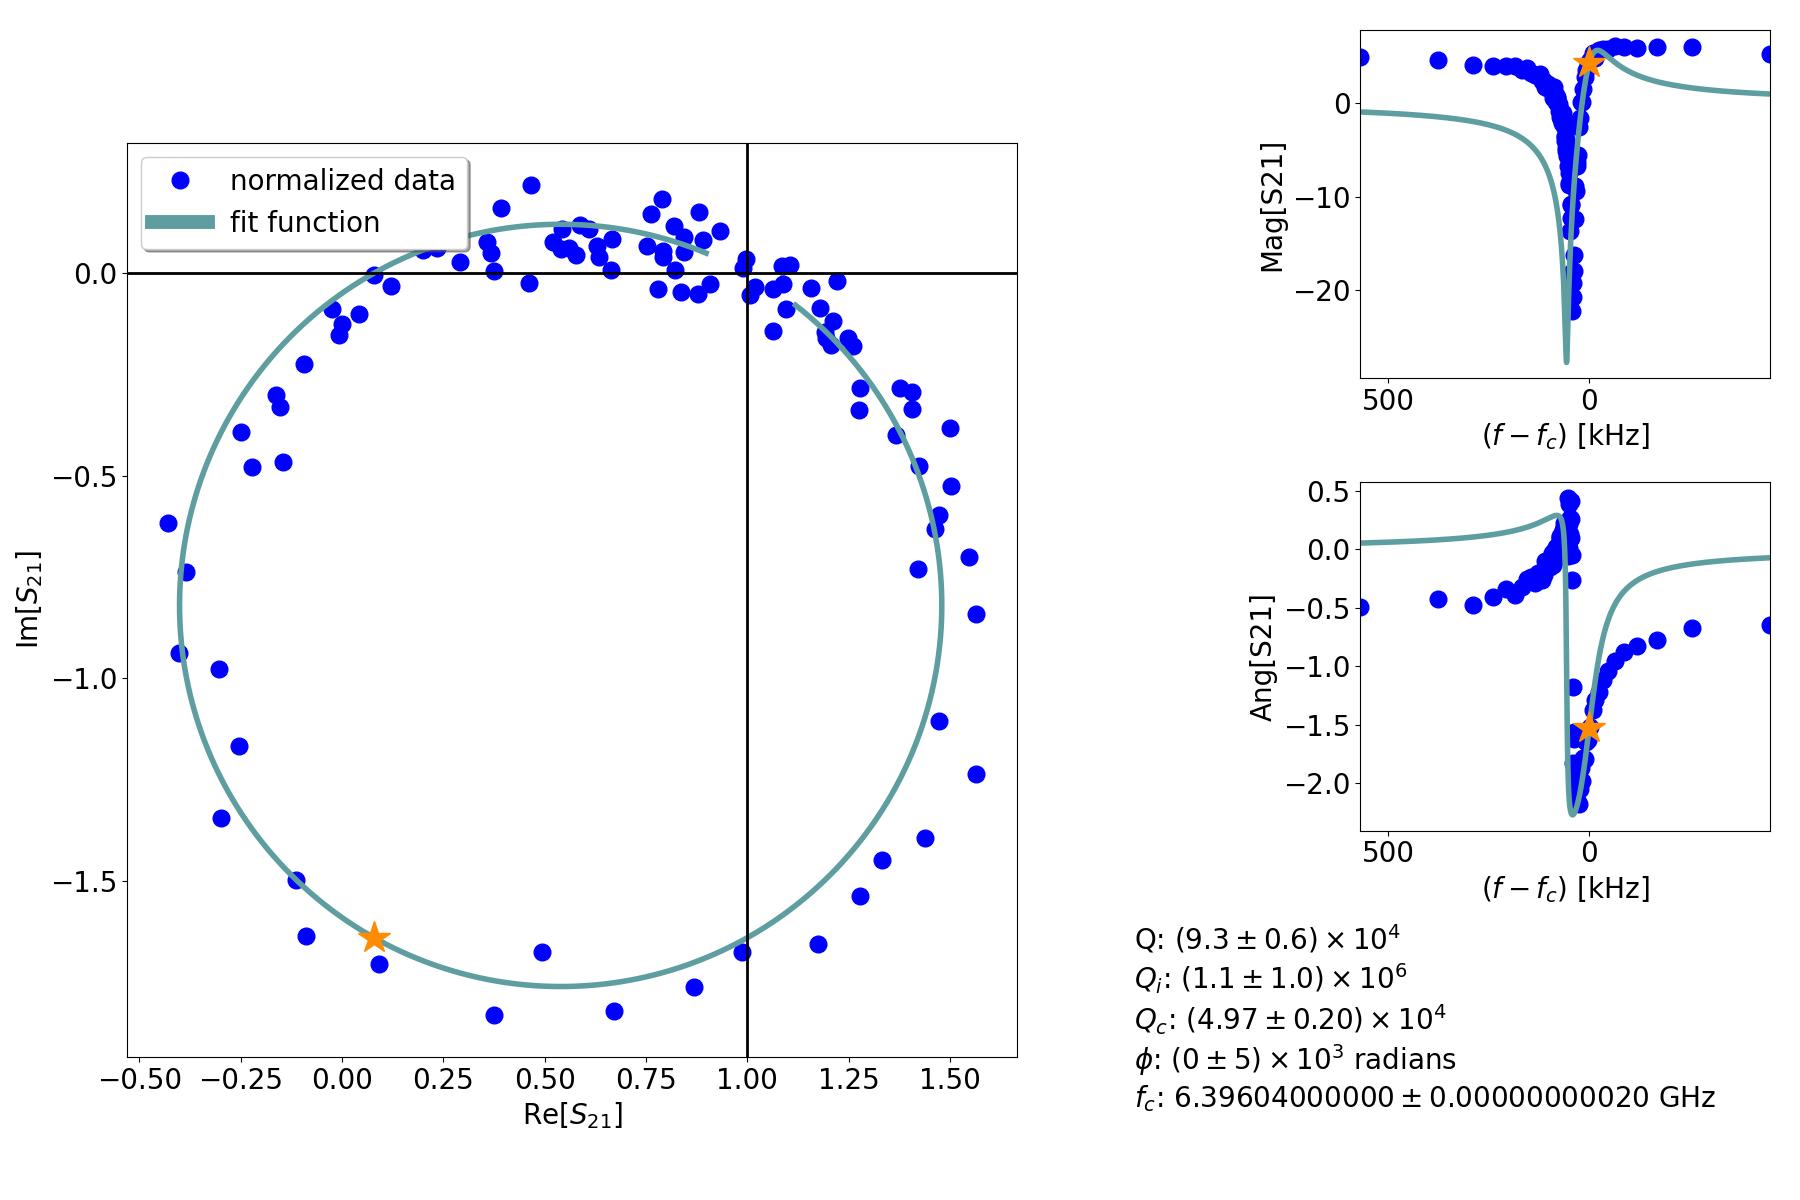 normalized data
fit function
0.0
−0.5
−1.0
−1.5
Im[S21]
−0.50 −0.25 0.00 0.25 0.50 0.75 1.00 1.25 1.50
Re[S21]
0
−10
−20
Mag[S21]
500 0
(f − fc) [kHz]
0.5
0.0
−0.5
−1.0
−1.5
−2.0
Ang[S21]
500 0
(f − fc) [kHz]
Q: (9.3 ± 0.6) × 10^4
Qi: (1.1 ± 1.0) × 10^6
Qc: (4.97 ± 0.20) × 10^4
ϕ: (0 ± 5) × 10^3 radians
fc: 6.39604000000 ± 0.00000000020 GHz